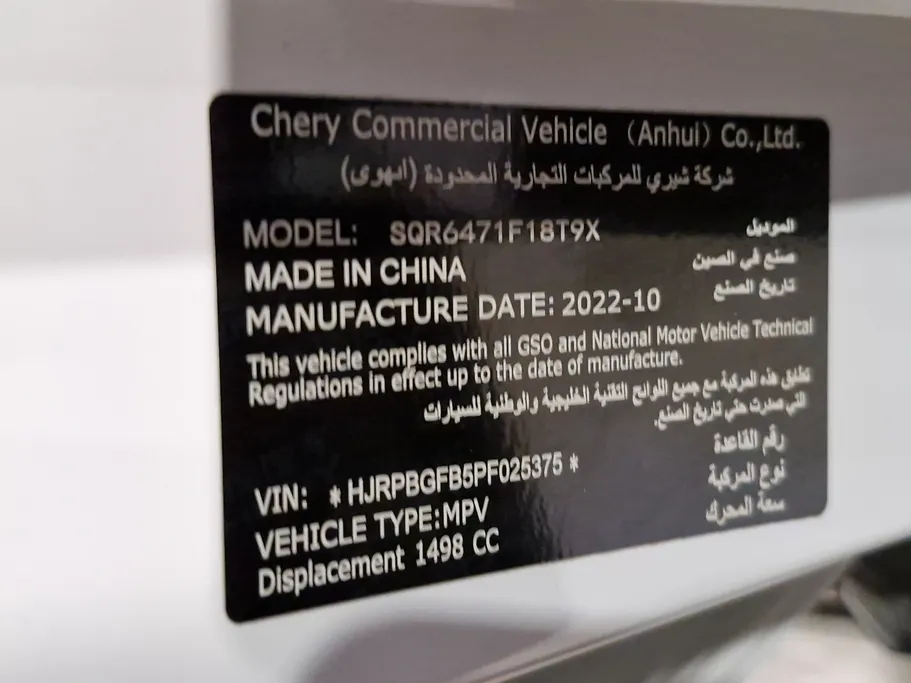 Chery Commercial Vehicle （Anhui）Co.,Ltd.
شركة شيري للمركبات التجارية المحدودة (انهوى)
MODEL: SQR6471F18T9X الموديل
MADE IN CHINA صنع في الصين
MANUFACTURE DATE: 2022-10 تاريخ الصنع
This vehicle complies with all GSO and National Motor Vehicle Technical
Regulations in effect up to the date of manufacture.
تطابق هذه المركبة مع جميع اللوائح التقنية الخليجية والوطنية للسيارات
التي صدرت حتي تاريخ الصنع.
VIN: *HJRPBGFB5PF025375* رقم القاعدة
VEHICLE TYPE:MPV نوع المركبة
Displacement 1498 CC سعة المحرك